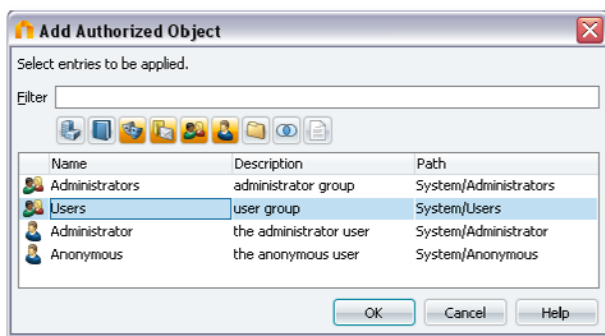 Add Authorized Object
Select entries to be applied.
Filter
Name Description Path
Administrators administrator group System/Administrators
Users user group System/Users
Administrator the administrator user System/Administrator
Anonymous the anonymous user System/Anonymous
OK Cancel Help